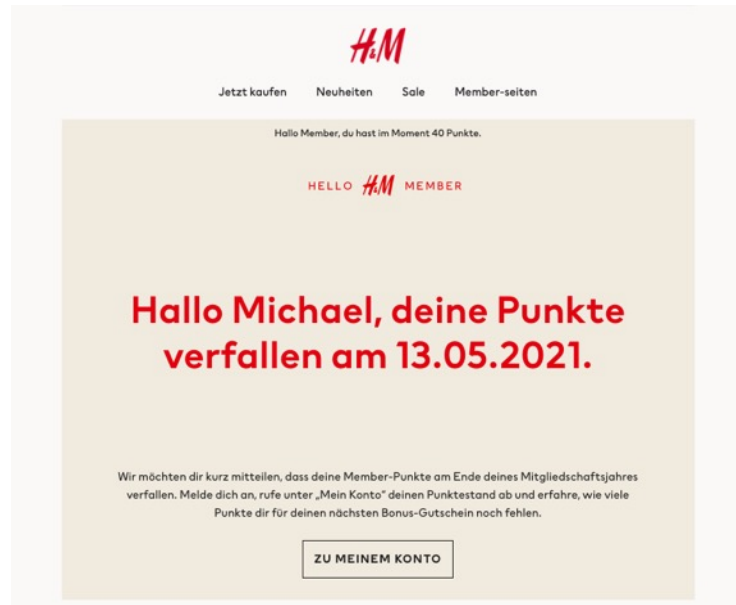 H&M
Jetzt kaufen Neuheiten Sale Member-seiten
Hallo Member, du hast im Moment 40 Punkte.
HELLO H&M MEMBER
Hallo Michael, deine Punkte
verfallen am 13.05.2021.
Wir möchten dir kurz mitteilen, dass deine Member-Punkte am Ende deines Mitgliedschaftsjahres
verfallen. Melde dich an, rufe unter „Mein Konto“ deinen Punktestand ab und erfahre, wie viele
Punkte dir für deinen nächsten Bonus-Gutschein noch fehlen.
ZU MEINEM KONTO